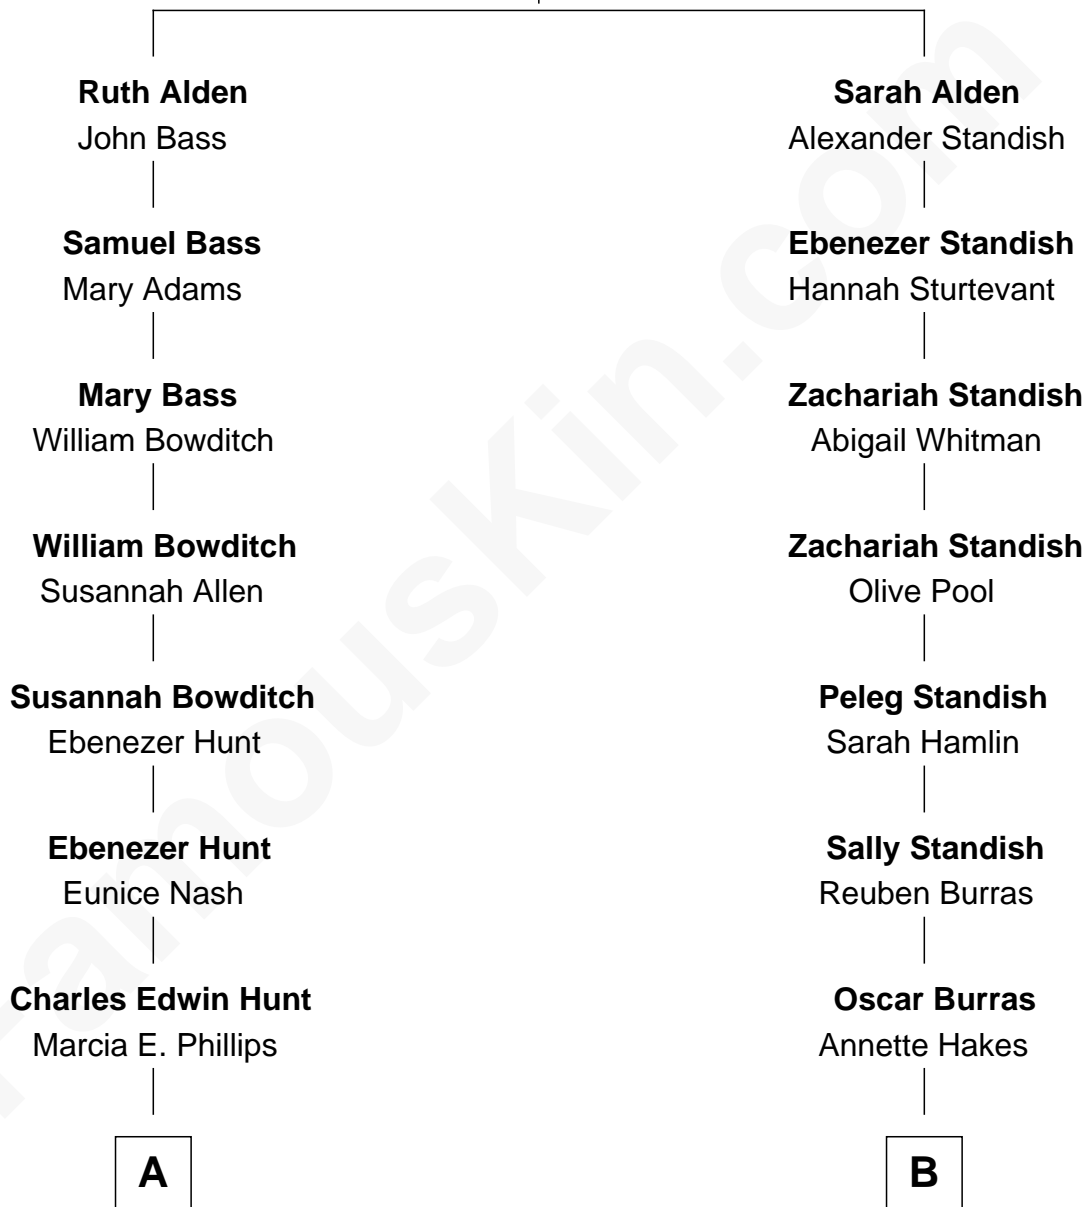 Ruth Alden
John Bass
Sarah Alden
Alexander Standish
Samuel Bass
Mary Adams
Ebenezer Standish
Hannah Sturtevant
Mary Bass
William Bowditch
Zachariah Standish
Abigail Whitman
William Bowditch
Susannah Allen
Zachariah Standish
Olive Pool
Susannah Bowditch
Ebenezer Hunt
Peleg Standish
Sarah Hamlin
Ebenezer Hunt
Eunice Nash
Sally Standish
Reuben Burras
Charles Edwin Hunt
Marcia E. Phillips
Oscar Burras
Annette Hakes
A
B
FamousKin.com